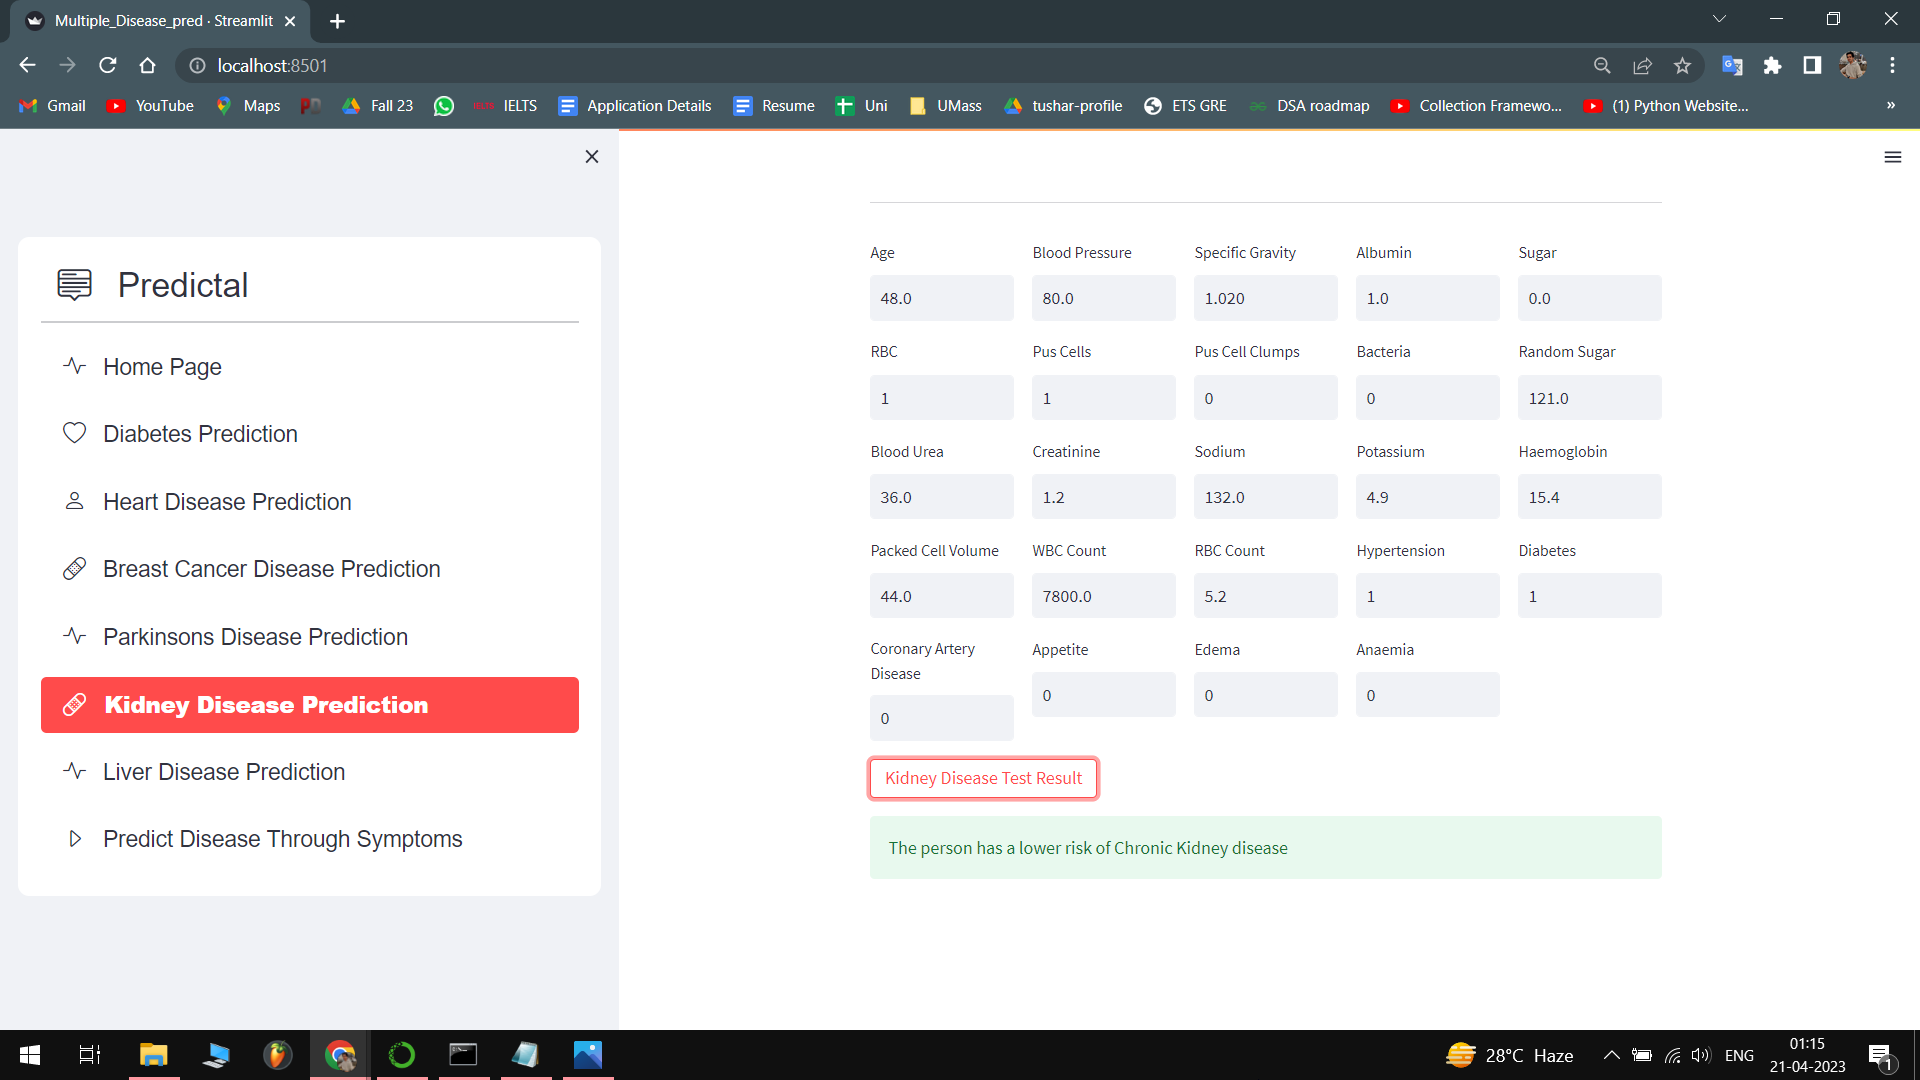 Multiple_Disease_pred · Streamlit
localhost:8501
Gmail YouTube Maps Fall 23 IELTS Application Details Resume Uni UMass tushar-profile ETS GRE DSA roadmap Collection Framewo... (1) Python Website... »
Predictal
Home Page
Diabetes Prediction
Heart Disease Prediction
Breast Cancer Disease Prediction
Parkinsons Disease Prediction
Kidney Disease Prediction
Liver Disease Prediction
Predict Disease Through Symptoms
Age Blood Pressure Specific Gravity Albumin Sugar
48.0 80.0 1.020 1.0 0.0
RBC Pus Cells Pus Cell Clumps Bacteria Random Sugar
1 1 0 0 121.0
Blood Urea Creatinine Sodium Potassium Haemoglobin
36.0 1.2 132.0 4.9 15.4
Packed Cell Volume WBC Count RBC Count Hypertension Diabetes
44.0 7800.0 5.2 1 1
Coronary Artery Disease Appetite Edema Anaemia
0 0 0 0
Kidney Disease Test Result
The person has a lower risk of Chronic Kidney disease
28°C Haze ENG 01:15
21-04-2023
1